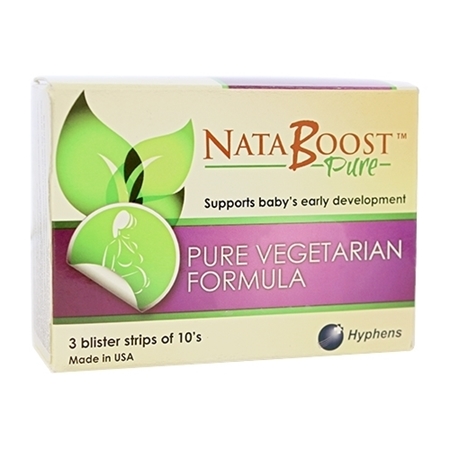 NATABOOST™
Pure
Supports baby's early development
PURE VEGETARIAN
FORMULA
3 blister strips of 10's
Made in USA
Hyphens